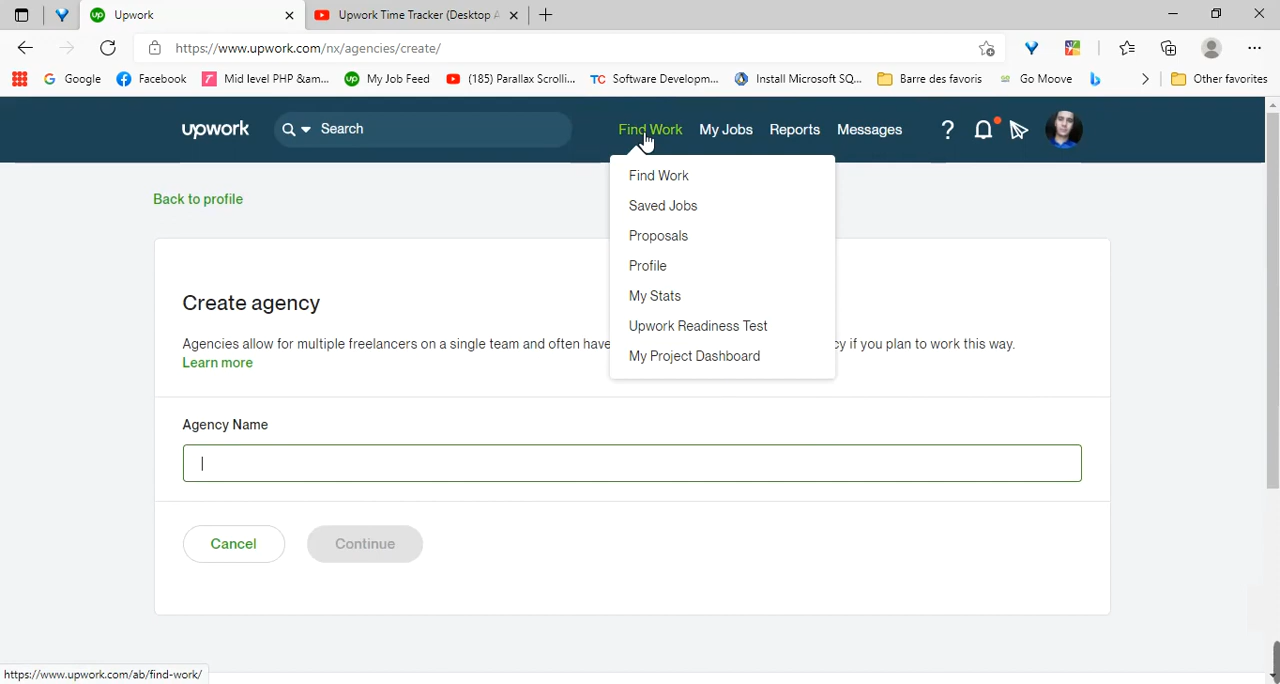 Upwork
Upwork Time Tracker (Desktop A
https://www.upwork.com/nx/agencies/create/
Google
Facebook
Mid level PHP &am...
My Job Feed
(185) Parallax Scrolli...
Software Developm...
Install Microsoft SQ...
Barre des favoris
Go Moove
Other favorites
upwork
Search
Find Work
My Jobs
Reports
Messages
Find Work
Saved Jobs
Proposals
Profile
My Stats
Upwork Readiness Test
My Project Dashboard
Back to profile
Create agency
Agencies allow for multiple freelancers on a single team and often have cy if you plan to work this way.
Learn more
Agency Name
Cancel
Continue
https://www.upwork.com/ab/find-work/